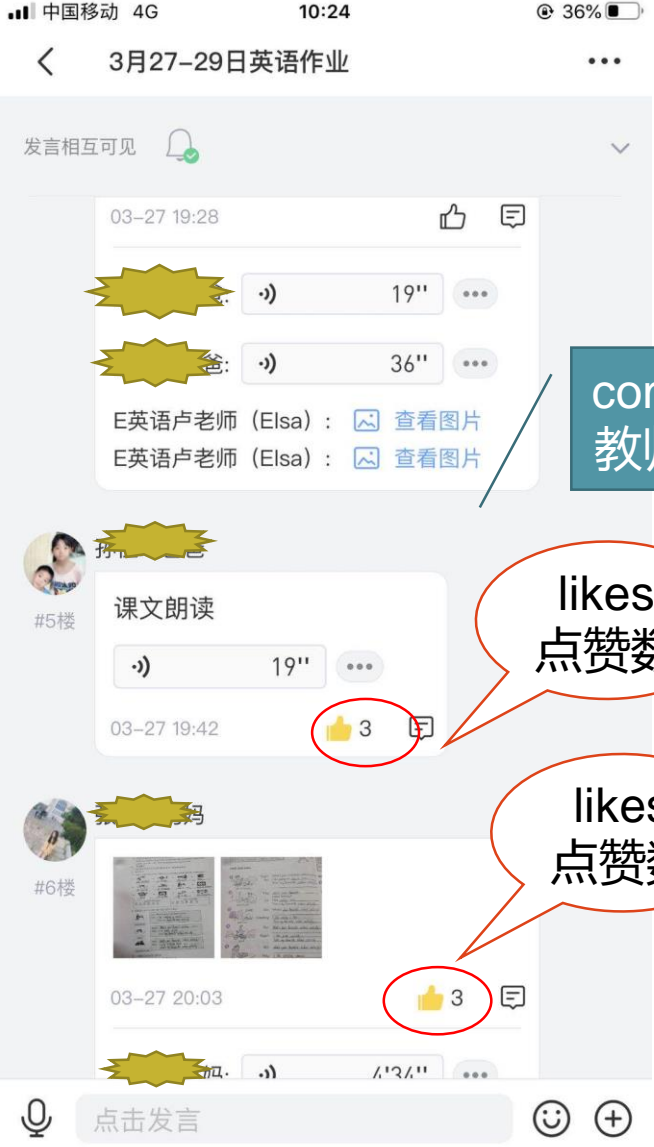 中国移动 4G 10:24 36%
3月27-29日英语作业
发言相互可见
03-27 19:28
: 19''
爸: 36''
E英语卢老师（Elsa）: 查看图片
E英语卢老师（Elsa）: 查看图片
likes
点赞数
#5楼
课文朗读
19''
03-27 19:42 3
妈
likes
点赞数
#6楼
03-27 20:03 3
妈: 4'34''
点击发言